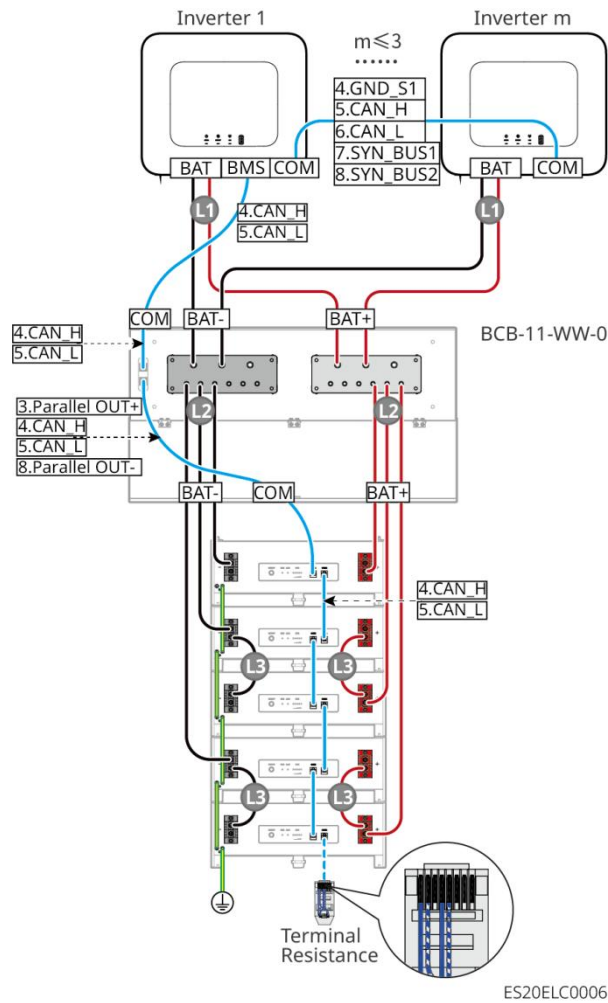 Inverter 1
Inverter m
m≤3
......
4.GND_S1
5.CAN_H
6.CAN_L
7.SYN_BUS1
8.SYN_BUS2
BAT
BMS
COM
BAT
COM
L1
L1
4.CAN_H
5.CAN_L
COM
BAT-
BAT+
BCB-11-WW-0
4.CAN_H
5.CAN_L
3.Parallel OUT+
4.CAN_H
5.CAN_L
8.Parallel OUT-
L2
L2
BAT-
COM
BAT+
4.CAN_H
5.CAN_L
L3
L3
L3
L3
Terminal
Resistance
ES20ELC0006